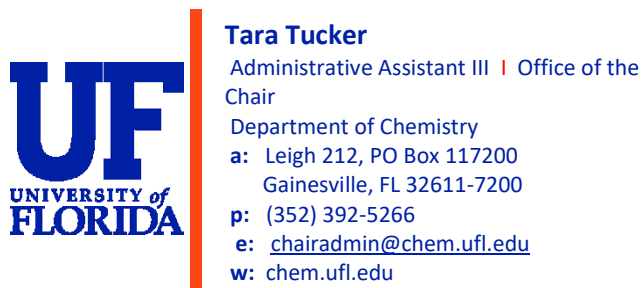 UF
UNIVERSITY of
FLORIDA
Tara Tucker
Administrative Assistant III I Office of the
Chair
Department of Chemistry
a: Leigh 212, PO Box 117200
Gainesville, FL 32611-7200
p: (352) 392-5266
e: chairadmin@chem.ufl.edu
w: chem.ufl.edu